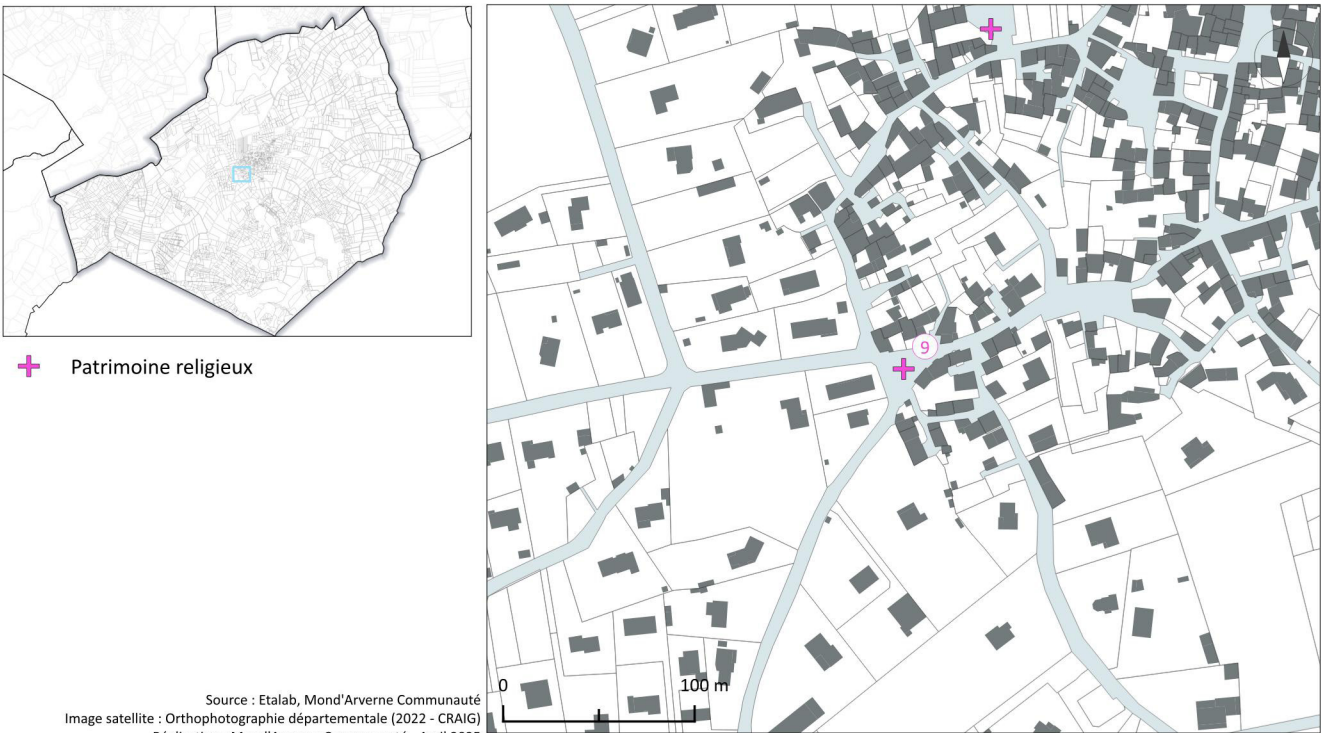 Patrimoine religieux
9
0 100 m
Source : Etalab, Mond'Arverne Communauté
Image satellite : Orthophotographie départementale (2022 - CRAIG)